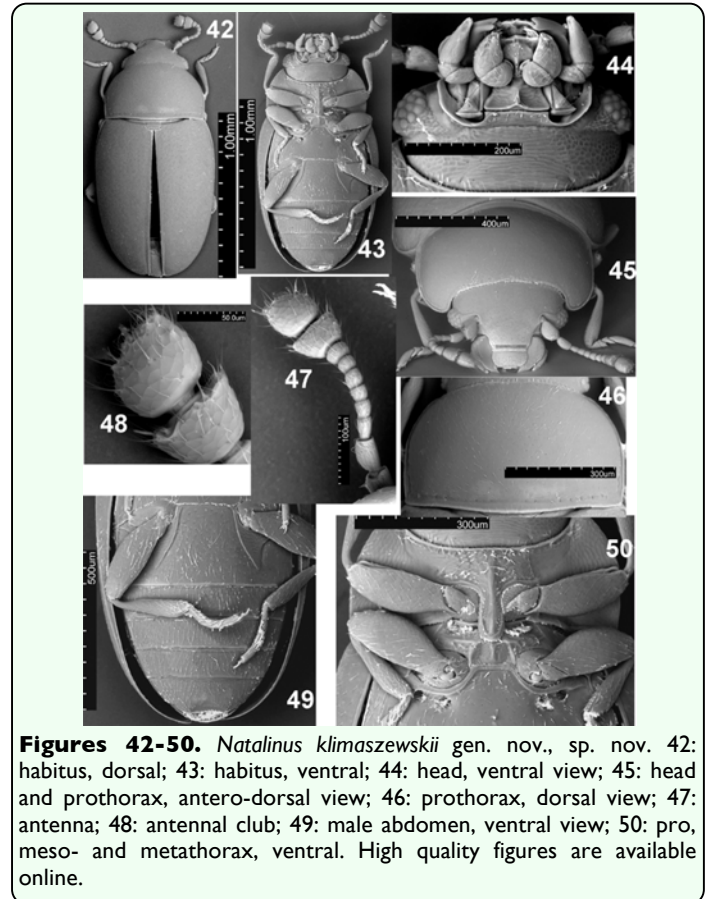 42
1.00mm
43
1.00mm
44
200um
45
400um
46
300um
47
100um
48
50.0um
49
500um
50
300um
Figures 42-50. Natalinus klimaszewskii gen. nov., sp. nov. 42:
habitus, dorsal; 43: habitus, ventral; 44: head, ventral view; 45: head
and prothorax, antero-dorsal view; 46: prothorax, dorsal view; 47:
antenna; 48: antennal club; 49: male abdomen, ventral view; 50: pro,
meso- and metathorax, ventral. High quality figures are available
online.